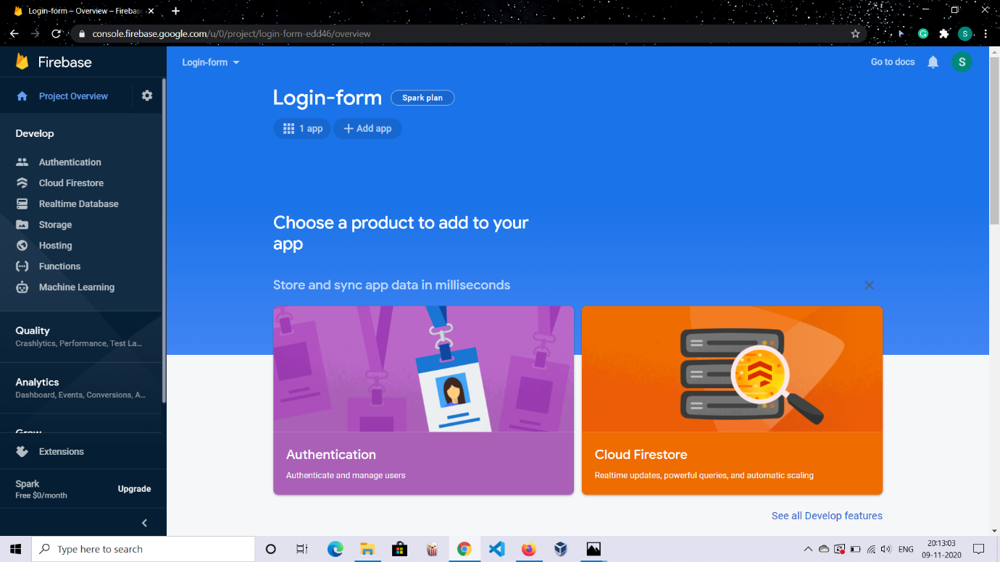 Login-form – Overview – Fireba
console.firebase.google.com/u/0/project/login-form-edd46/overview
G
S
Firebase
Login-form
Go to docs
S
Project Overview
Login-form
Spark plan
1 app
Add app
Develop
Authentication
Cloud Firestore
Realtime Database
Storage
Hosting
Functions
Machine Learning
Choose a product to add to your
app
Store and sync app data in milliseconds
Quality
Crashlytics, Performance, Test La...
Analytics
Dashboard, Events, Conversions, A...
Grow
Extensions
Authentication
Authenticate and manage users
Cloud Firestore
Realtime updates, powerful queries, and automatic scaling
Spark
Free $0/month
Upgrade
See all Develop features
Type here to search
ENG
20:13:03
09-11-2020